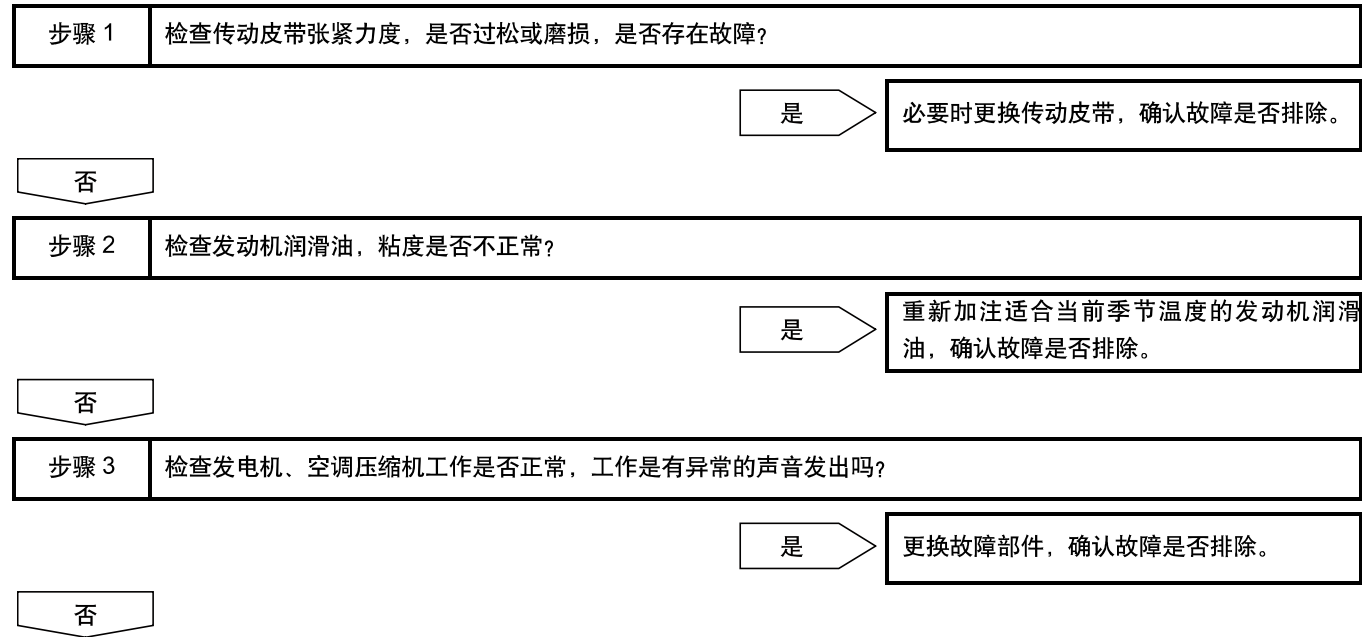 步骤 1 检查传动皮带张紧力度，是否过松或磨损，是否存在故障？
是 必要时更换传动皮带，确认故障是否排除。
否
步骤 2 检查发动机润滑油，粘度是否不正常？
是 重新加注适合当前季节温度的发动机润滑
油，确认故障是否排除。
否
步骤 3 检查发电机、空调压缩机工作是否正常，工作是有异常的声音发出吗？
是 更换故障部件，确认故障是否排除。
否